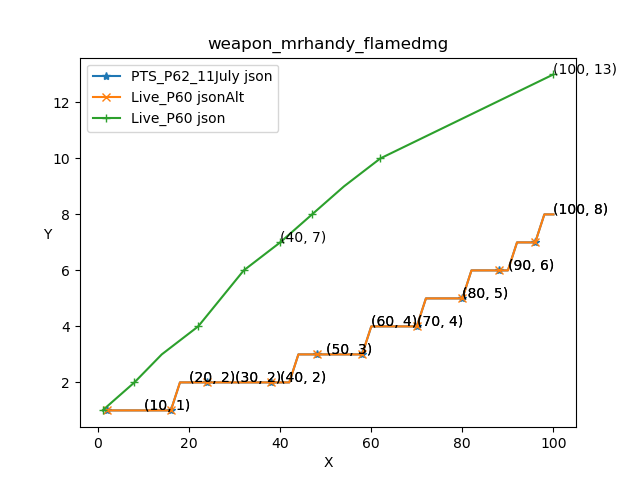 weapon_mrhandy_flamedmg
PTS_P62_11July json
Live_P60 jsonAlt
Live_P60 json
(100, 13)
12
10
8
(100, 8)
Y
(40, 7)
6
(90, 6)
(80, 5)
4
(60, 4)(70, 4)
(50, 3)
2
(20, 2)(30, 2)(40, 2)
(10, 1)
0 20 40 60 80 100
X